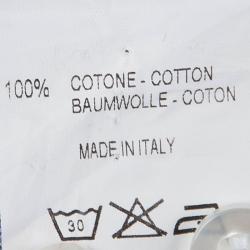 100% COTONE - COTTON
BAUMWOLLE - COTON
MADE IN ITALY
30